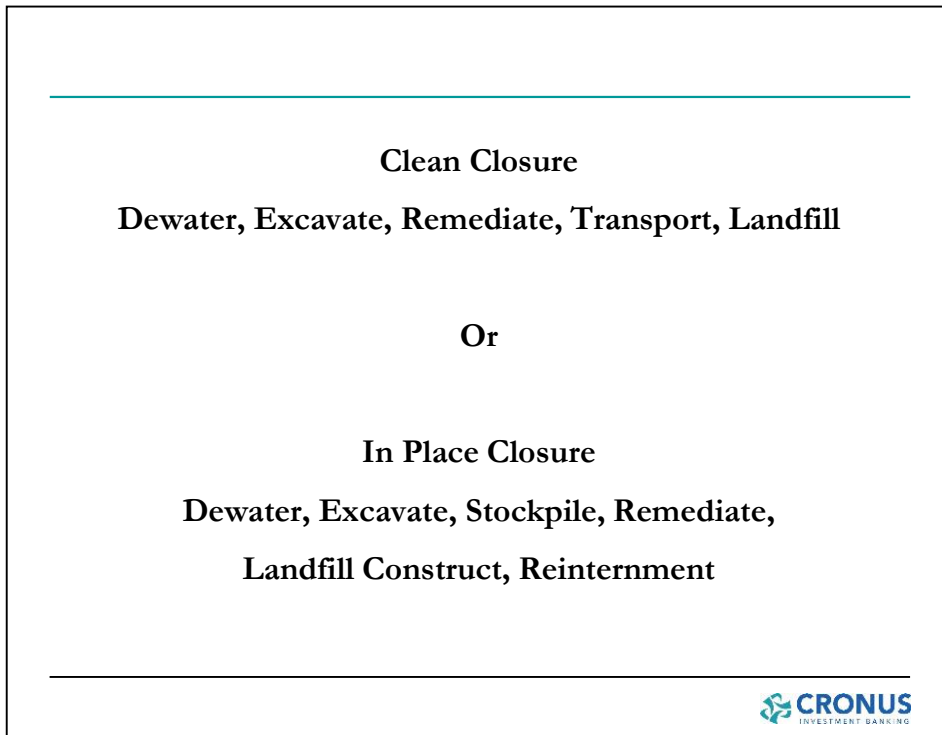 Clean Closure
Dewater, Excavate, Remediate, Transport, Landfill
Or
In Place Closure
Dewater, Excavate, Stockpile, Remediate,
Landfill Construct, Reinternment
CRONUS
INVESTMENT BANKING